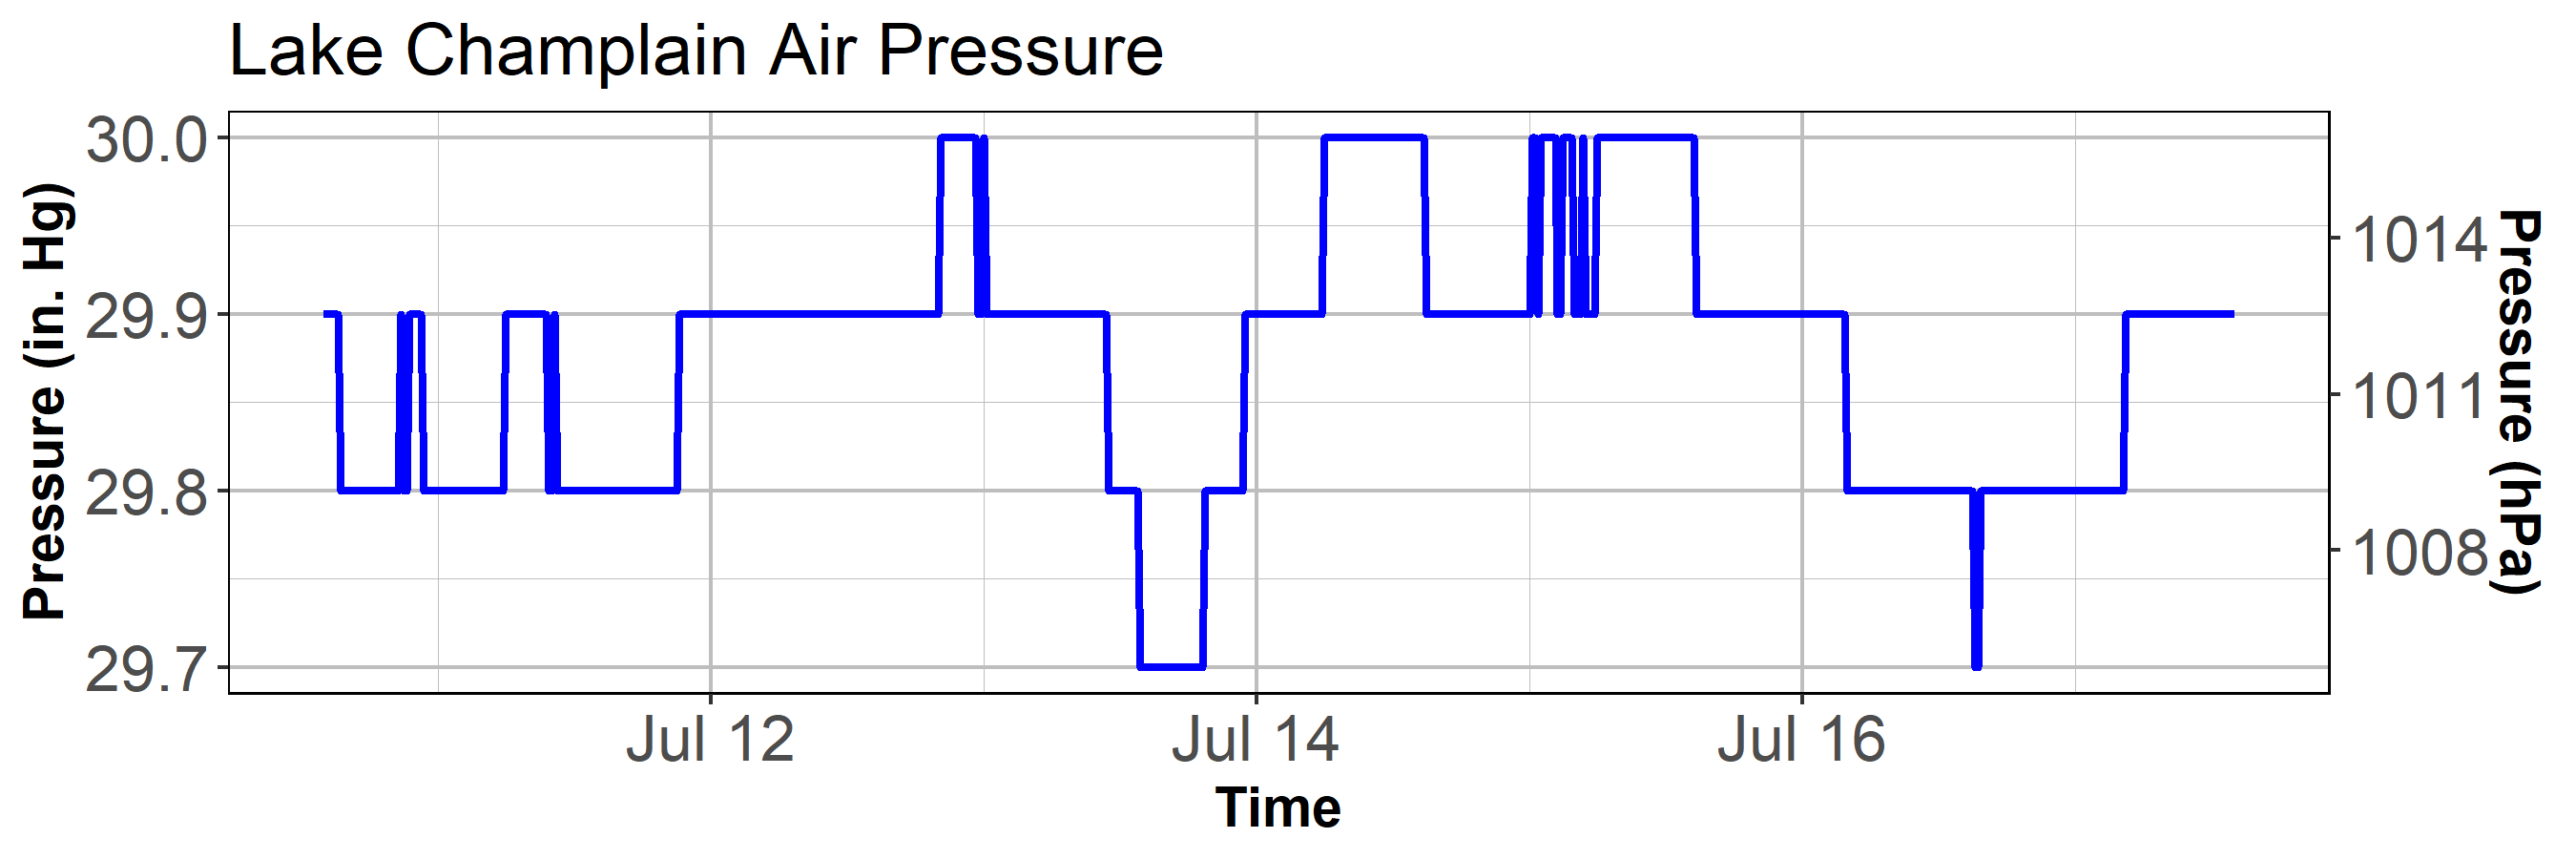 Lake Champlain Air Pressure
Pressure (in. Hg)
30.0
29.9
29.8
29.7
1014
1011
1008
Pressure (hPa)
Jul 12
Jul 14
Jul 16
Time